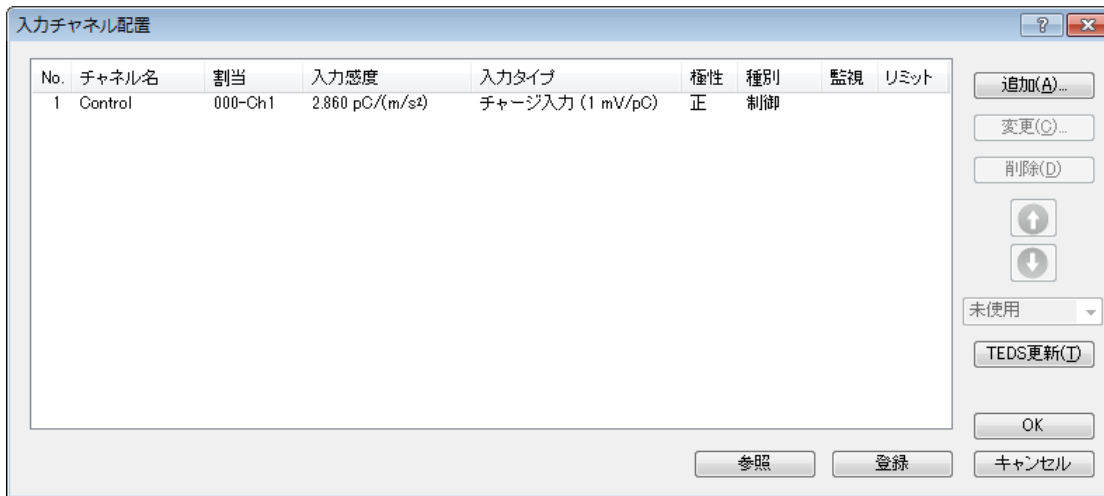 入力チャネル配置
No. チャネル名 割当 入力感度 入力タイプ 極性 種別 監視 リミット
1 Control 000-Ch1 2.860 pC/(m/s²) チャージ入力 (1 mV/pC) 正 制御
追加(A)...
変更(C)...
削除(D)
未使用
TEDS更新(T)
OK
参照 登録 キャンセル